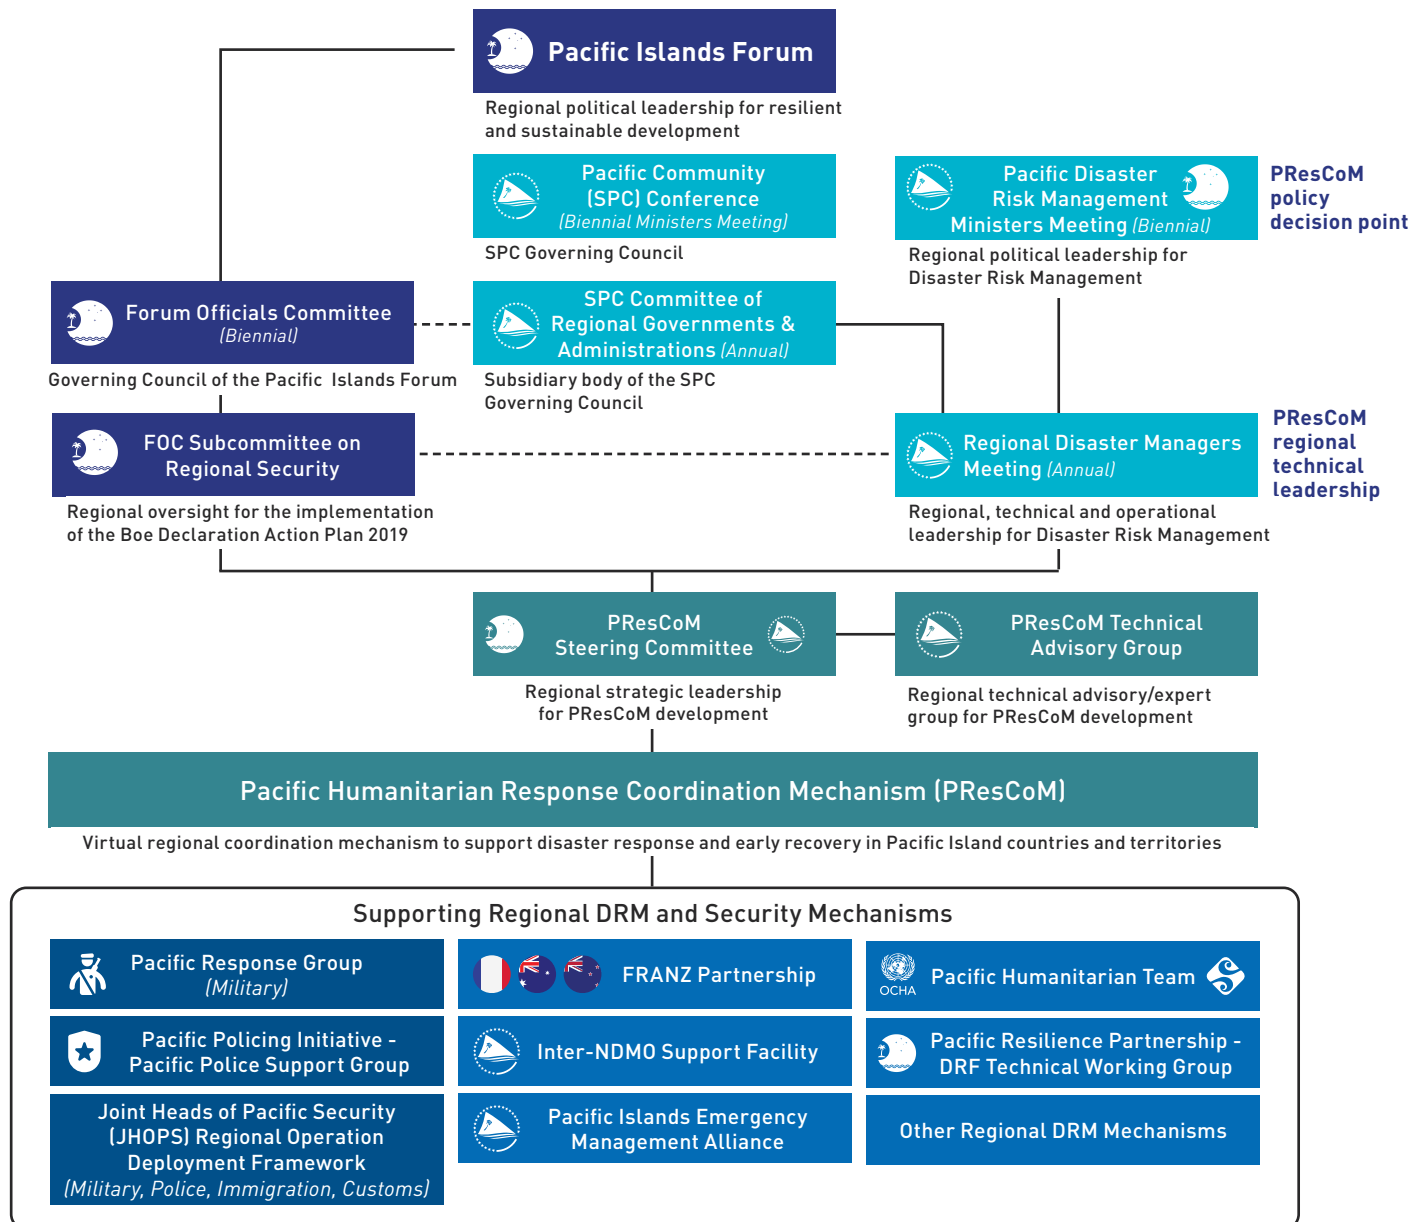 Pacific Islands Forum
Regional political leadership for resilient
and sustainable development
Pacific Community
(SPC) Conference
(Biennial Ministers Meeting)
SPC Governing Council
Pacific Disaster
Risk Management
Ministers Meeting (Biennial)
Regional political leadership for
Disaster Risk Management
PResCoM
policy
decision point
Forum Officials Committee
(Biennial)
Governing Council of the Pacific Islands Forum
SPC Committee of
Regional Governments &
Administrations (Annual)
Subsidiary body of the SPC
Governing Council
FOC Subcommittee on
Regional Security
Regional oversight for the implementation
of the Boe Declaration Action Plan 2019
Regional Disaster Managers
Meeting (Annual)
Regional, technical and operational
leadership for Disaster Risk Management
PResCoM
regional
technical
leadership
PResCoM
Steering Committee
Regional strategic leadership
for PResCoM development
PResCoM Technical
Advisory Group
Regional technical advisory/expert
group for PResCoM development
Pacific Humanitarian Response Coordination Mechanism (PResCoM)
Virtual regional coordination mechanism to support disaster response and early recovery in Pacific Island countries and territories
Supporting Regional DRM and Security Mechanisms
Pacific Response Group
(Military)
FRANZ Partnership
OCHA
Pacific Humanitarian Team
Pacific Policing Initiative -
Pacific Police Support Group
Inter-NDMO Support Facility
Pacific Resilience Partnership -
DRF Technical Working Group
Joint Heads of Pacific Security
(JHOPS) Regional Operation
Deployment Framework
(Military, Police, Immigration, Customs)
Pacific Islands Emergency
Management Alliance
Other Regional DRM Mechanisms